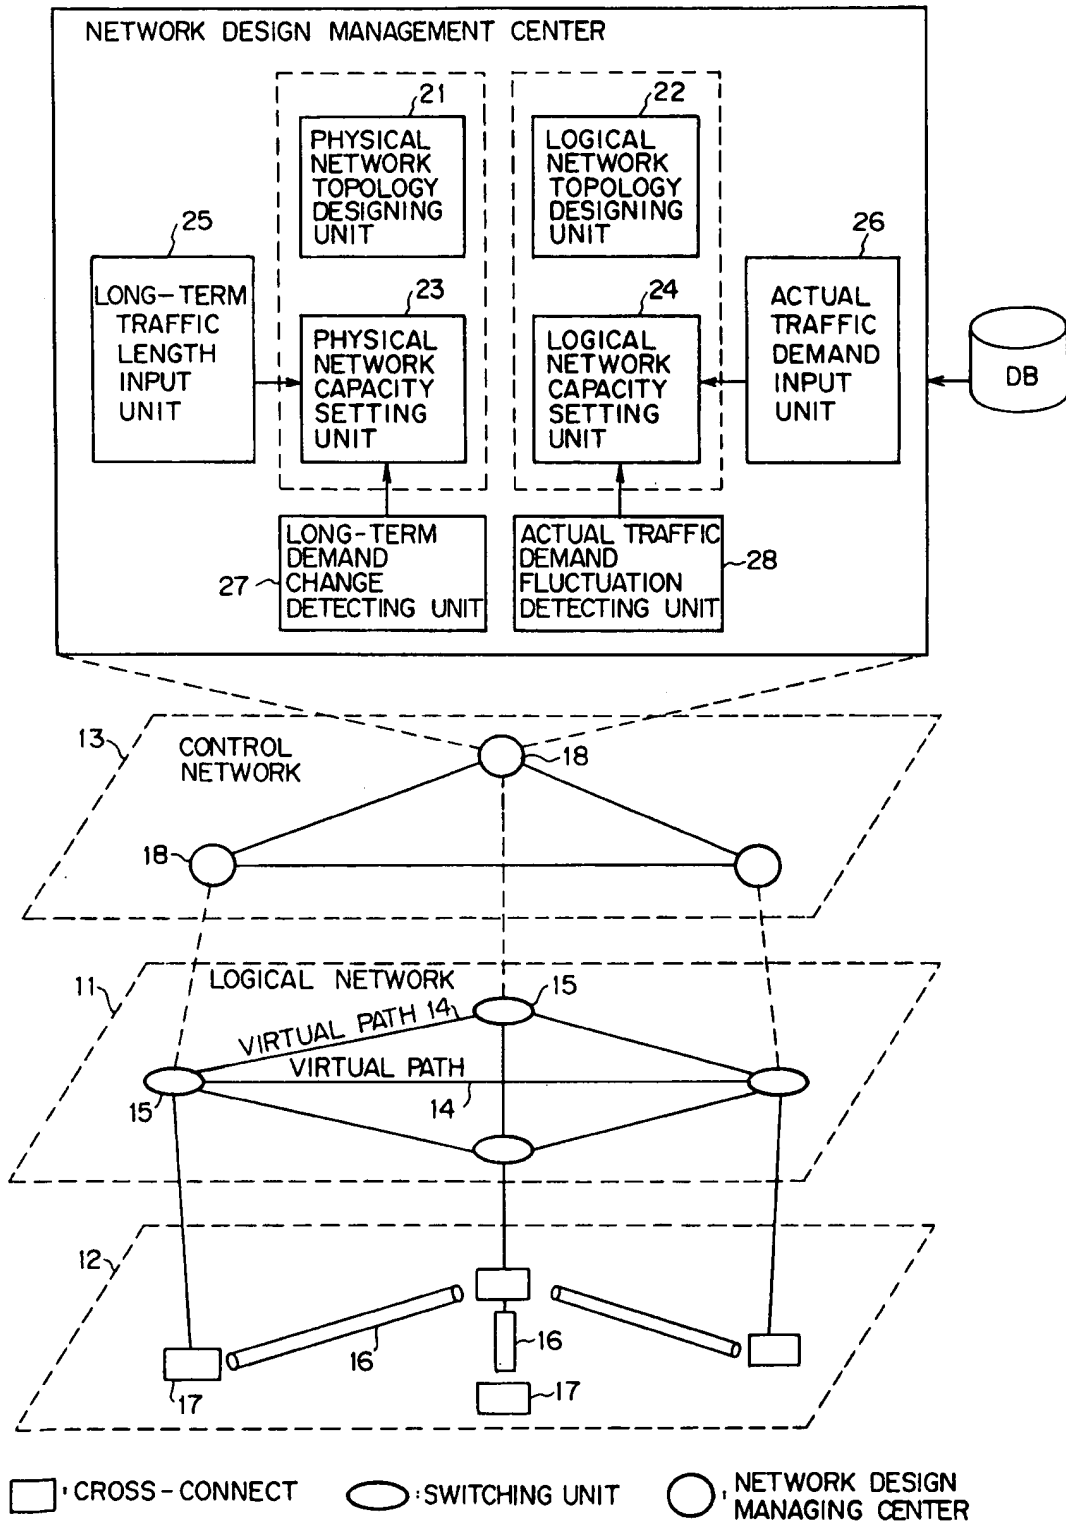 NETWORK DESIGN MANAGEMENT CENTER
21
PHYSICAL
NETWORK
TOPOLOGY
DESIGNING
UNIT
22
LOGICAL
NETWORK
TOPOLOGY
DESIGNING
UNIT
25
LONG-TERM
TRAFFIC
LENGTH
INPUT
UNIT
23
PHYSICAL
NETWORK
CAPACITY
SETTING
UNIT
24
LOGICAL
NETWORK
CAPACITY
SETTING
UNIT
26
ACTUAL
TRAFFIC
DEMAND
INPUT
UNIT
DB
27
LONG-TERM
DEMAND
CHANGE
DETECTING UNIT
ACTUAL TRAFFIC
DEMAND
FLUCTUATION
DETECTING UNIT
28
13
CONTROL
NETWORK
18
18
11
LOGICAL NETWORK
VIRTUAL PATH 14
15
VIRTUAL PATH
15
14
12
16
16
17
17
: CROSS-CONNECT
: SWITCHING UNIT
: NETWORK DESIGN
MANAGING CENTER